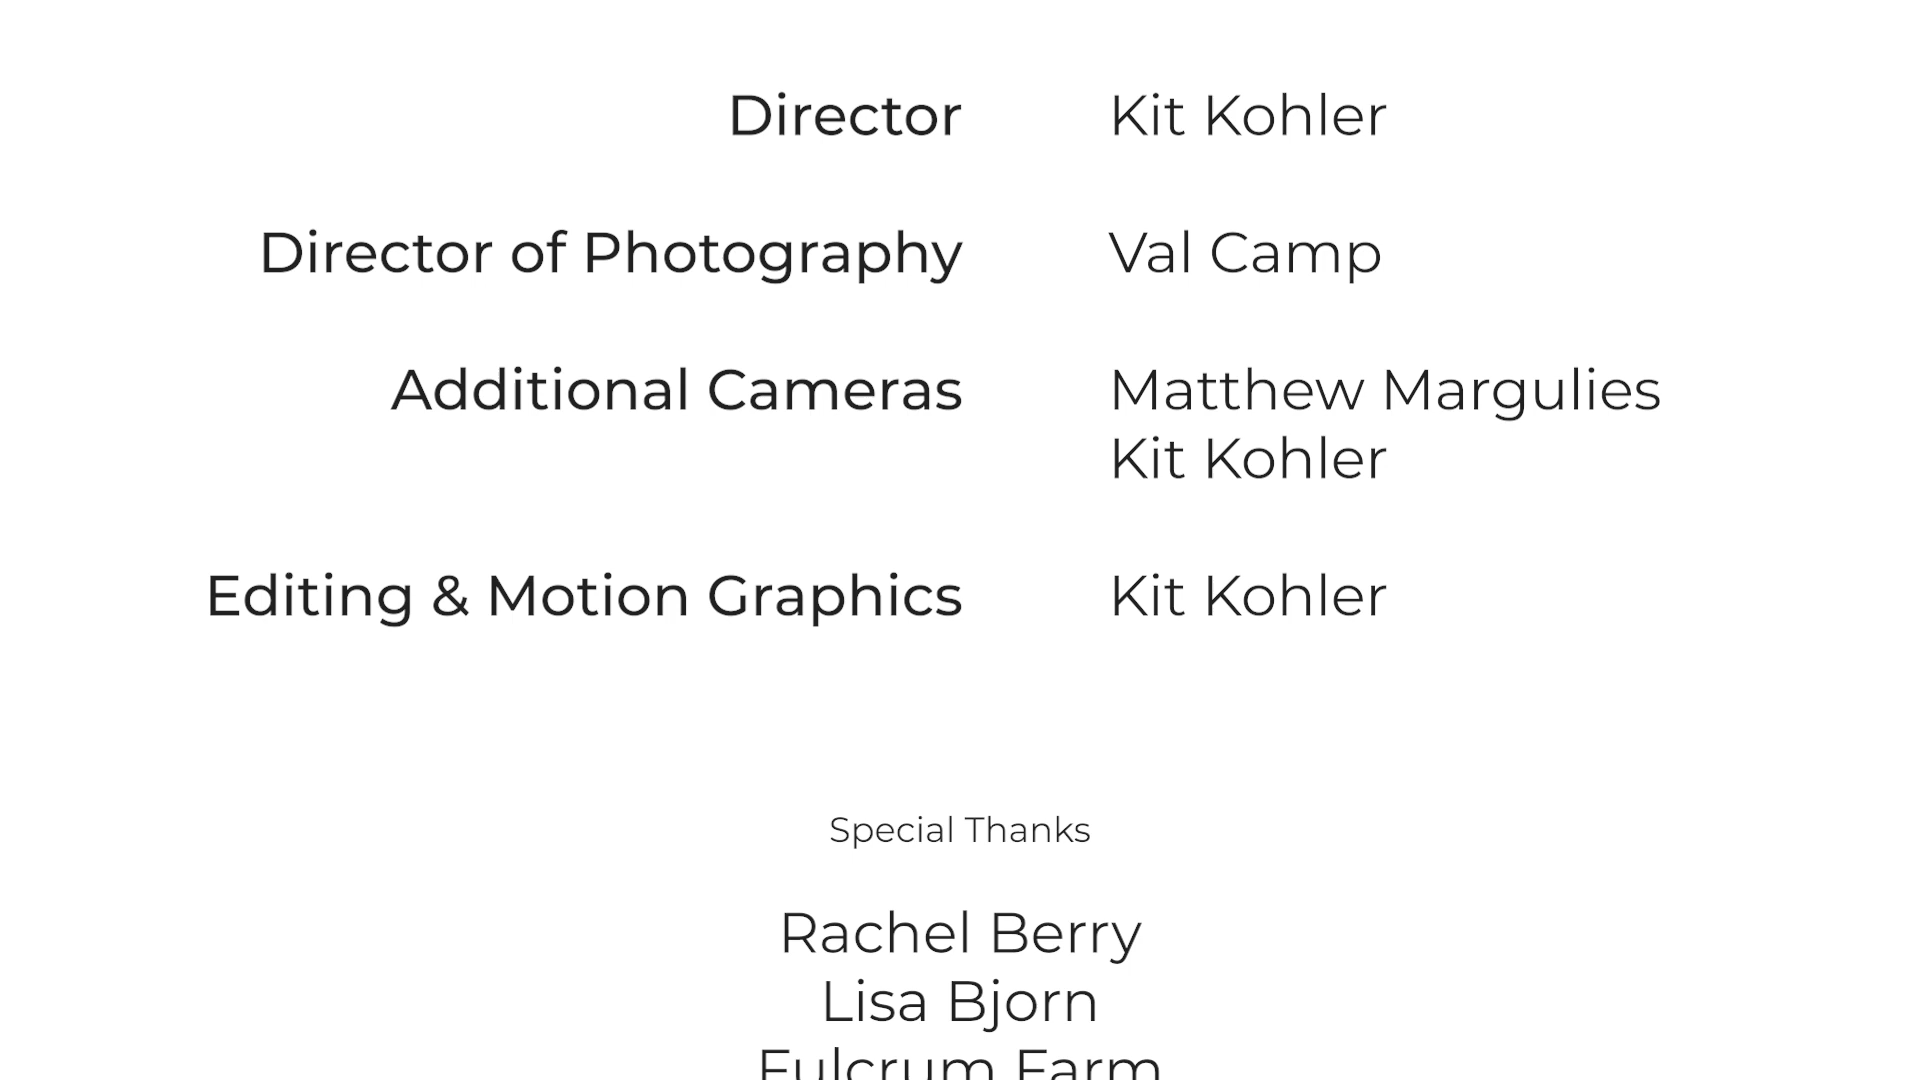 Director Kit Kohler
Director of Photography Val Camp
Additional Cameras Matthew Margulies
Kit Kohler
Editing & Motion Graphics Kit Kohler
Special Thanks
Rachel Berry
Lisa Bjorn
Fulcrum Farm